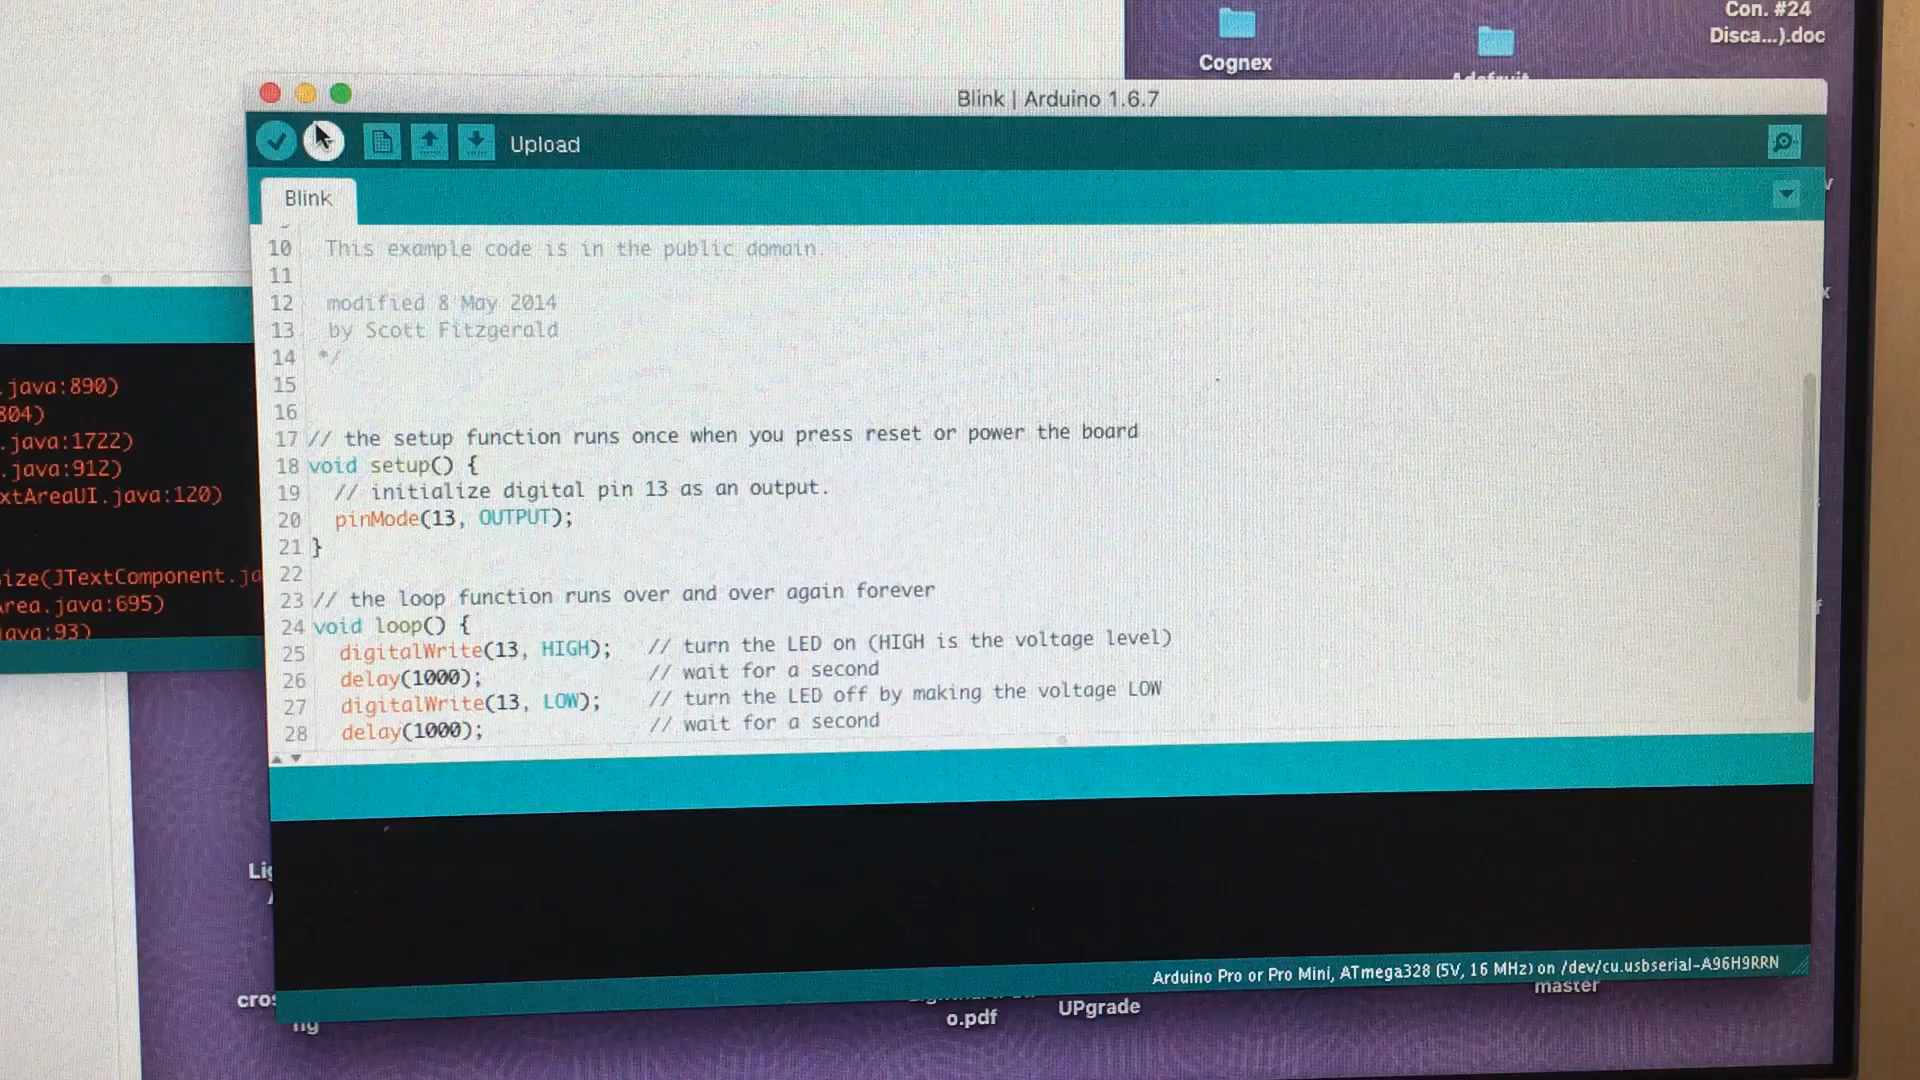 Con. #24
Disca...).doc
Cognex
Adafruit
Blink | Arduino 1.6.7
Upload
Blink
10 This example code is in the public domain.
11
12 modified 8 May 2014
13 by Scott Fitzgerald
14 */
15
16
17 // the setup function runs once when you press reset or power the board
18 void setup() {
19 // initialize digital pin 13 as an output.
20 pinMode(13, OUTPUT);
21 }
22
23 // the loop function runs over and over again forever
24 void loop() {
25 digitalWrite(13, HIGH); // turn the LED on (HIGH is the voltage level)
26 delay(1000); // wait for a second
27 digitalWrite(13, LOW); // turn the LED off by making the voltage LOW
28 delay(1000); // wait for a second
.java:890)
804)
.java:1722)
.java:912)
xtAreaUI.java:120)
ize(JTextComponent.ja
rea.java:695)
java:93)
Arduino Pro or Pro Mini, ATmega328 (5V, 16 MHz) on /dev/cu.usbserial-A96H9RRN
master
UPgrade
o.pdf